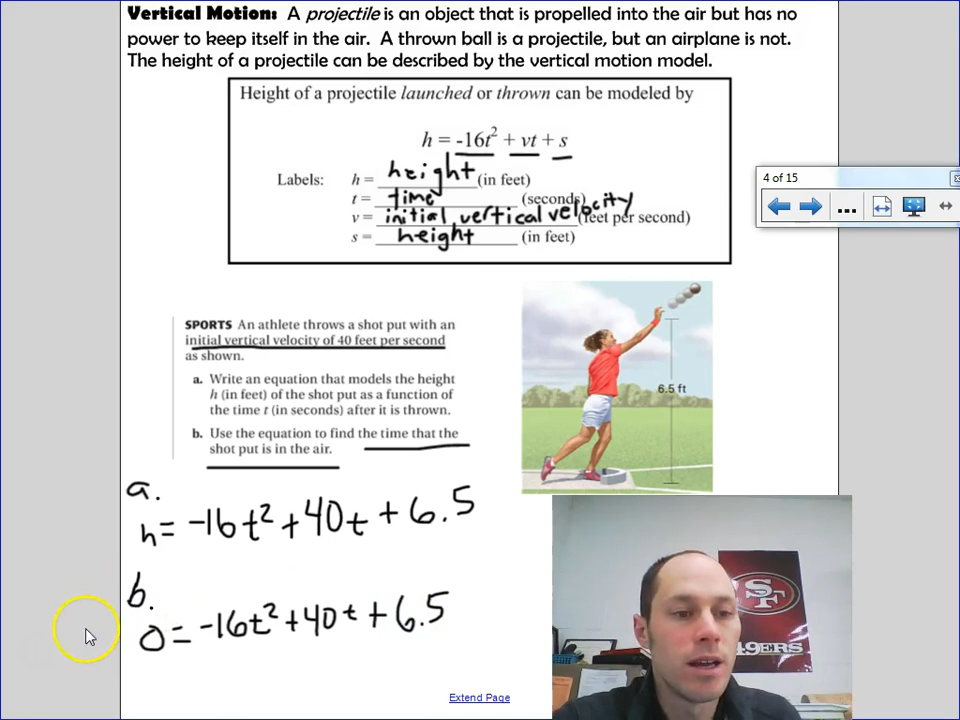 Vertical Motion: A projectile is an object that is propelled into the air but has no
power to keep itself in the air. A thrown ball is a projectile, but an airplane is not.
The height of a projectile can be described by the vertical motion model.
Height of a projectile launched or thrown can be modeled by
h = -16t² + vt + s
Labels: h = height (in feet)
t = time (seconds)
v = initial vertical velocity (feet per second)
s = height (in feet)
4 of 15
...
SPORTS An athlete throws a shot put with an
initial vertical velocity of 40 feet per second
as shown.
a. Write an equation that models the height
h (in feet) of the shot put as a function of
the time t (in seconds) after it is thrown.
b. Use the equation to find the time that the
shot put is in the air.
6.5 ft
a.
h = -16t² + 40t + 6.5
b.
0 = -16t² + 40t + 6.5
SF
49ERS
Extend Page